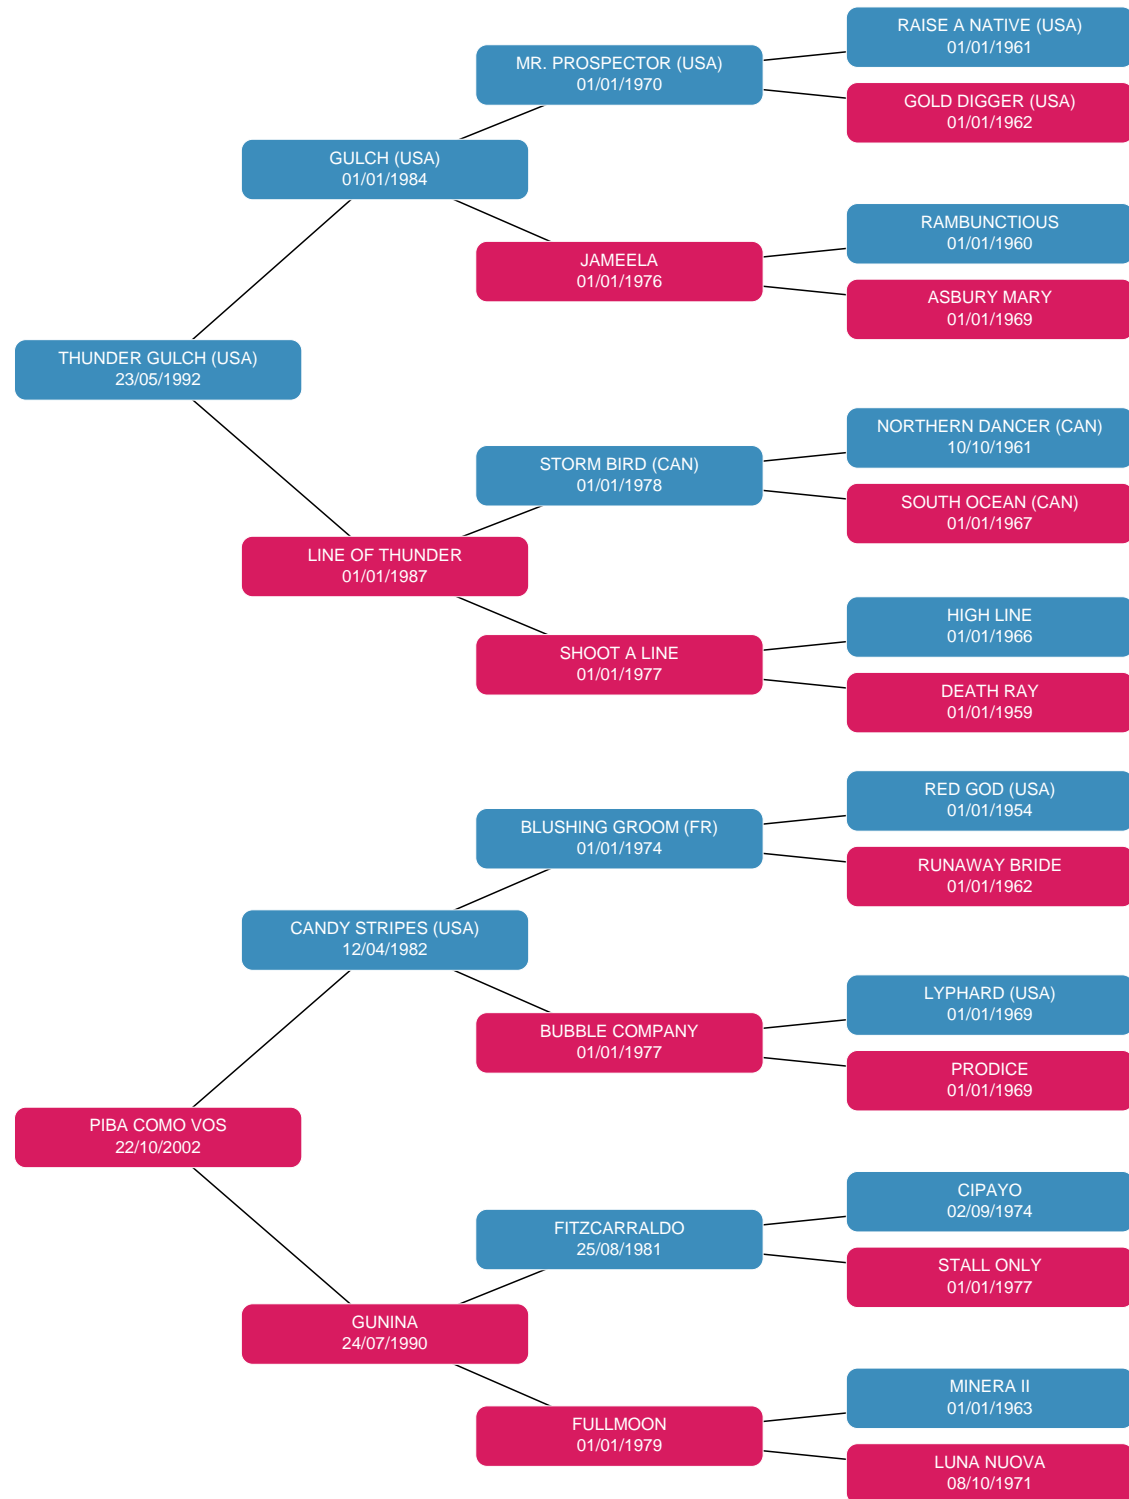 RAISE A NATIVE (USA)
01/01/1961
MR. PROSPECTOR (USA)
01/01/1970
GOLD DIGGER (USA)
01/01/1962
GULCH (USA)
01/01/1984
RAMBUNCTIOUS
01/01/1960
JAMEELA
01/01/1976
ASBURY MARY
01/01/1969
THUNDER GULCH (USA)
23/05/1992
NORTHERN DANCER (CAN)
10/10/1961
STORM BIRD (CAN)
01/01/1978
SOUTH OCEAN (CAN)
01/01/1967
LINE OF THUNDER
01/01/1987
HIGH LINE
01/01/1966
SHOOT A LINE
01/01/1977
DEATH RAY
01/01/1959
RED GOD (USA)
01/01/1954
BLUSHING GROOM (FR)
01/01/1974
RUNAWAY BRIDE
01/01/1962
CANDY STRIPES (USA)
12/04/1982
LYPHARD (USA)
01/01/1969
BUBBLE COMPANY
01/01/1977
PRODICE
01/01/1969
PIBA COMO VOS
22/10/2002
CIPAYO
02/09/1974
FITZCARRALDO
25/08/1981
STALL ONLY
01/01/1977
GUNINA
24/07/1990
MINERA II
01/01/1963
FULLMOON
01/01/1979
LUNA NUOVA
08/10/1971